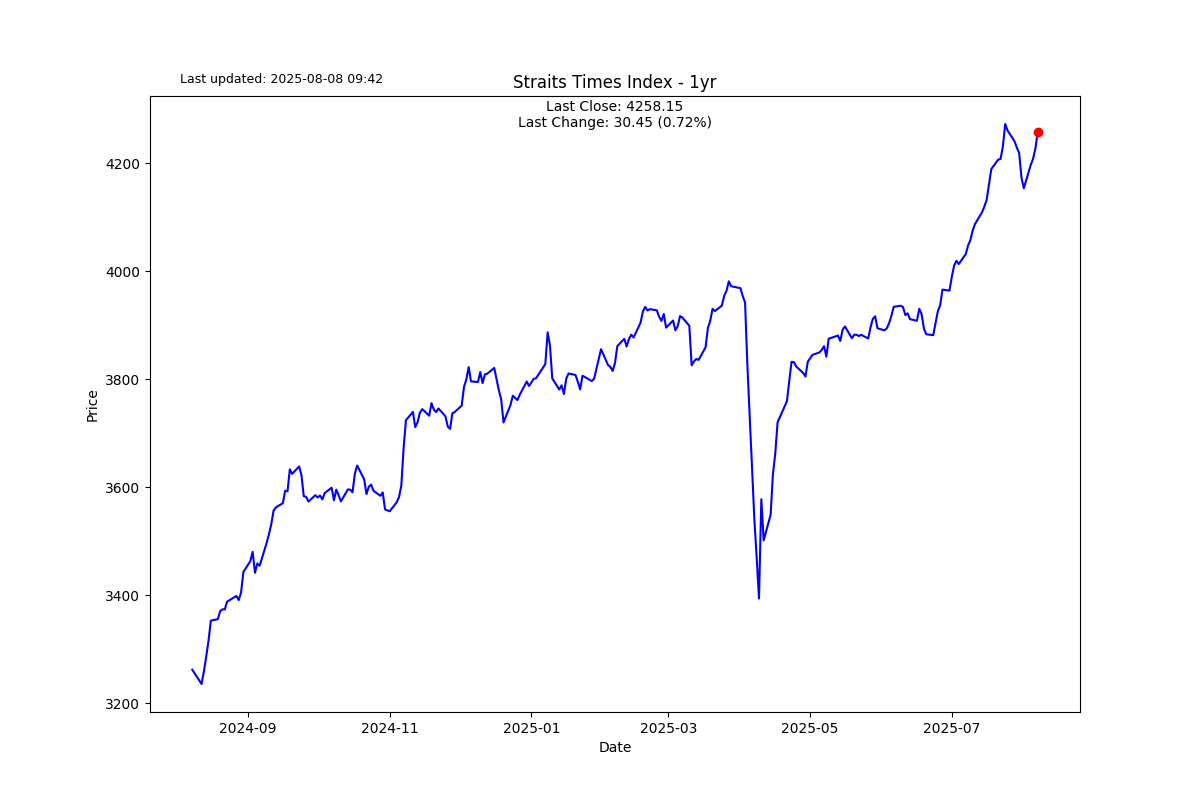 Last updated: 2025-08-08 09:42
Straits Times Index - 1yr
Last Close: 4258.15
Last Change: 30.45 (0.72%)
4200
4000
3800
3600
3400
3200
Price
2024-09
2024-11
2025-01
2025-03
2025-05
2025-07
Date